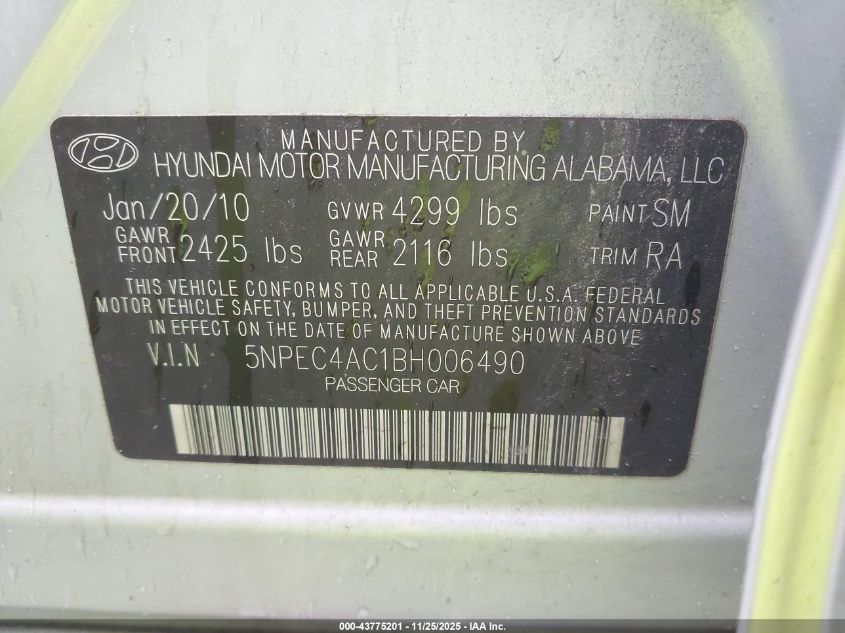 MANUFACTURED BY
HYUNDAI MOTOR MANUFACTURING ALABAMA, LLC
Jan/20/10 GVWR 4299 lbs PAINT SM
GAWR FRONT 2425 lbs GAWR REAR 2116 lbs TRIM RA
THIS VEHICLE CONFORMS TO ALL APPLICABLE U.S.A. FEDERAL
MOTOR VEHICLE SAFETY, BUMPER, AND THEFT PREVENTION STANDARDS
IN EFFECT ON THE DATE OF MANUFACTURE SHOWN ABOVE
V.I.N 5NPEC4AC1BH006490
PASSENGER CAR
000-43775201 - 11/25/2025 - IAA Inc.